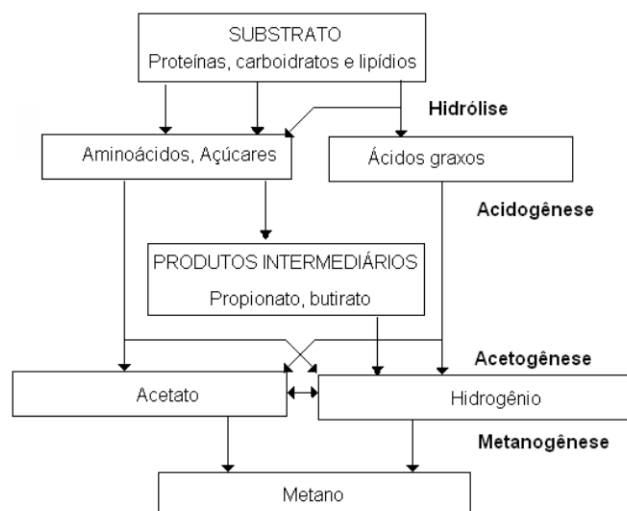 SUBSTRATO
Proteínas, carboidratos e lipídios
Hidrólise
Aminoácidos, Açúcares
Ácidos graxos
Acidogênese
PRODUTOS INTERMEDIÁRIOS
Propionato, butirato
Acetogênese
Acetato
Hidrogênio
Metanogênese
Metano